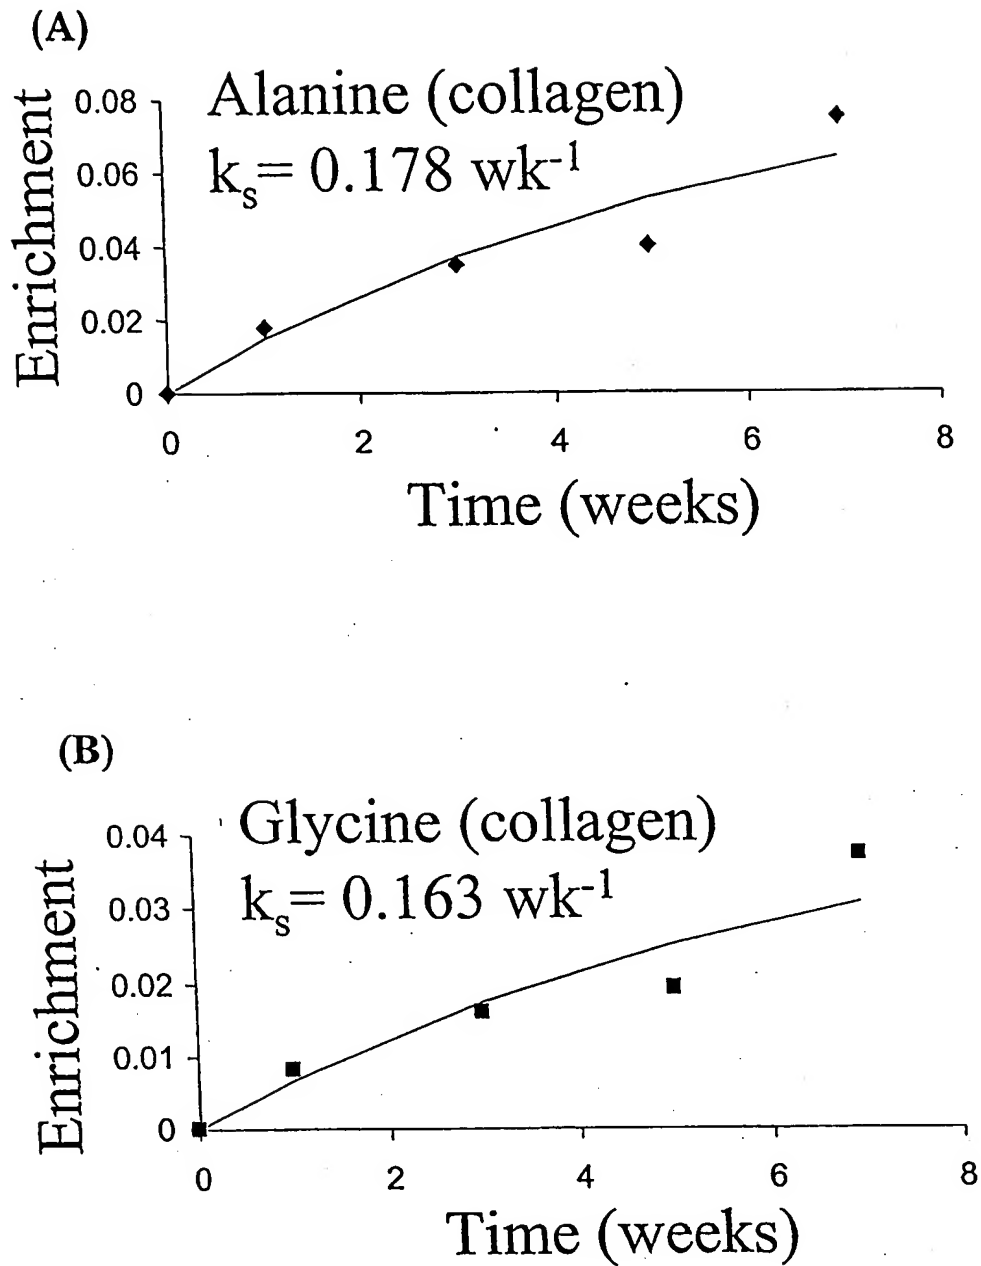 (A)
Alanine (collagen)
kₛ= 0.178 wk⁻¹
Enrichment
0.08
0.06
0.04
0.02
0
0 2 4 6 8
Time (weeks)
(B)
Glycine (collagen)
kₛ= 0.163 wk⁻¹
Enrichment
0.04
0.03
0.02
0.01
0
0 2 4 6 8
Time (weeks)